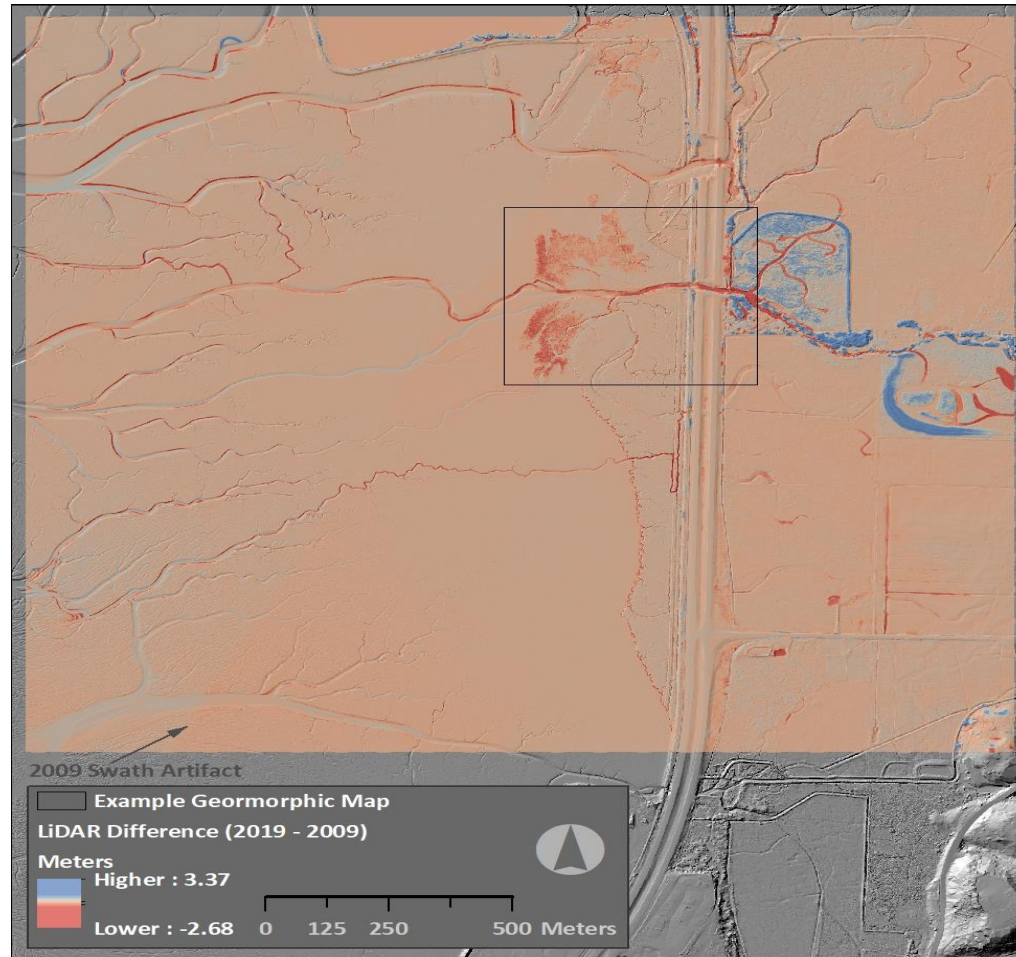 2009 Swath Artifact
Example Geormorphic Map
LiDAR Difference (2019 - 2009)
Meters
Higher : 3.37
Lower : -2.68
0 125 250 500 Meters